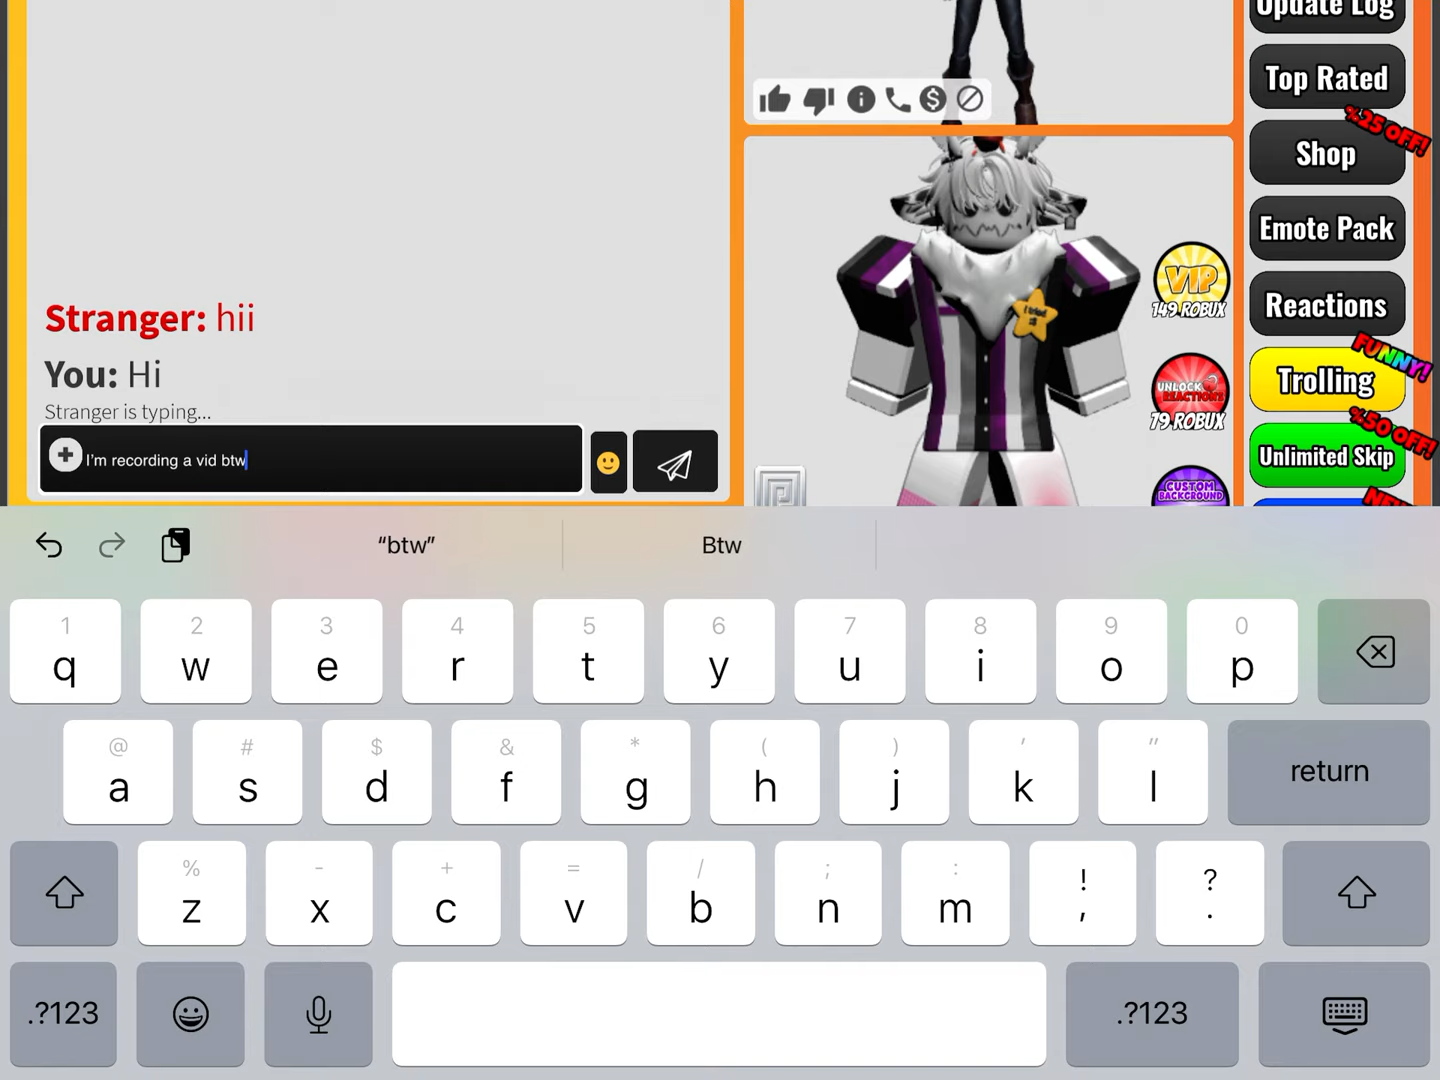 Update Log
Top Rated
%25 OFF!
Shop
Emote Pack
Reactions
FUNNY!
Trolling
%50 OFF!
Unlimited Skip
NEW
I tried :!!
VIP
149 ROBUX
UNLOCK REACTIONS
79 ROBUX
CUSTOM BACKGROUND
Stranger: hii
You: Hi
Stranger is typing...
I'm recording a vid btw
“btw” Btw
1 2 3 4 5 6 7 8 9 0
q w e r t y u i o p
@ # $ & * ( ) ' "
a s d f g h j k l return
% - + = / ; : ! ?
z x c v b n m , .
.?123 .?123